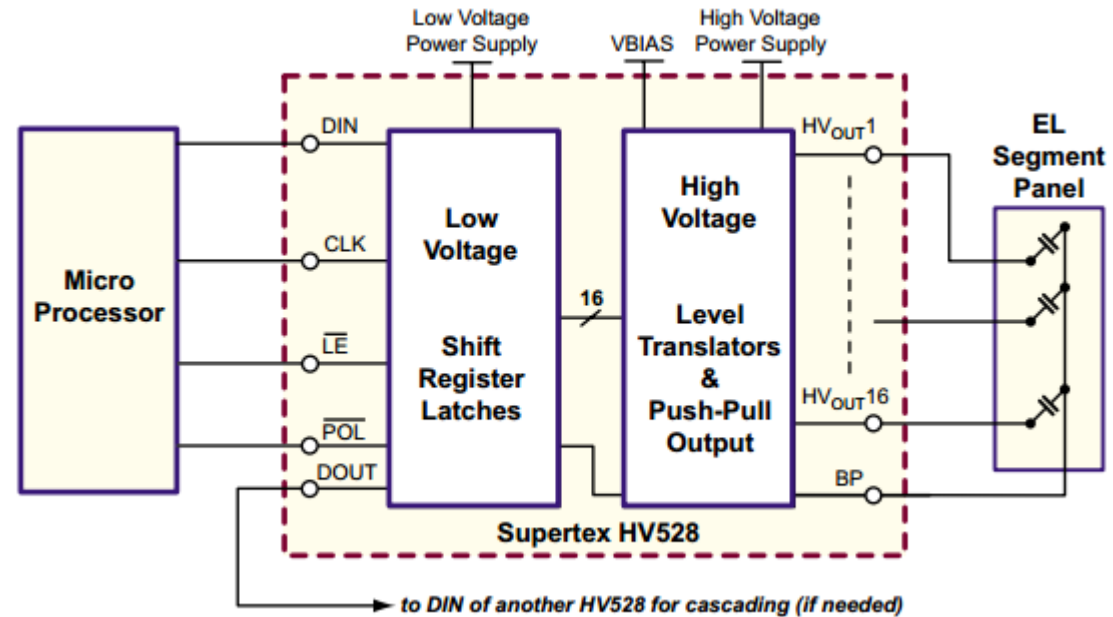 Low Voltage
Power Supply
VBIAS
High Voltage
Power Supply
Micro
Processor
DIN
CLK
L̅E̅
P̅O̅L̅
DOUT
Low
Voltage
Shift
Register
Latches
16
High
Voltage
Level
Translators
&
Push-Pull
Output
HVOUT1
HVOUT16
BP
EL
Segment
Panel
Supertex HV528
to DIN of another HV528 for cascading (if needed)